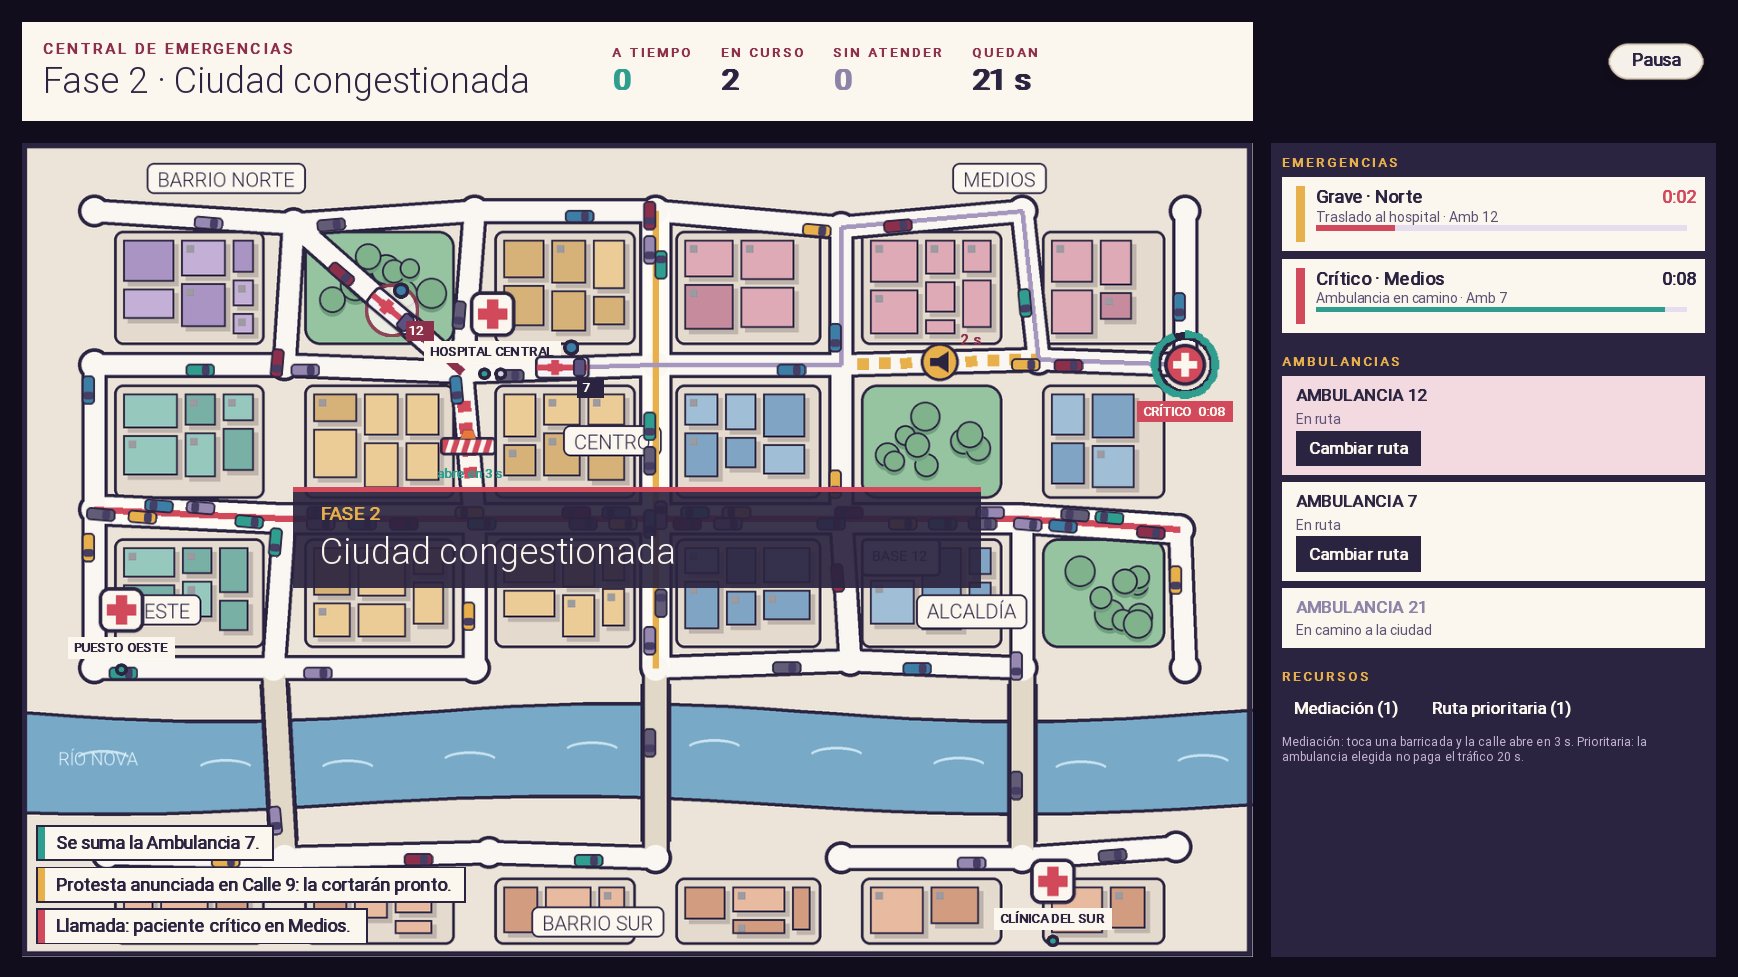 CENTRAL DE EMERGENCIAS
Fase 2 · Ciudad congestionada
A TIEMPO
0
EN CURSO
2
SIN ATENDER
0
QUEDAN
21 s
Pausa
BARRIO NORTE
MEDIOS
12
HOSPITAL CENTRAL
7
2 s
CRÍTICO 0:08
CENTRO
abre en 3 s
FASE 2
Ciudad congestionada
BASE 12
ESTE
PUESTO OESTE
ALCALDÍA
RÍO NOVA
Se suma la Ambulancia 7.
Protesta anunciada en Calle 9: la cortarán pronto.
Llamada: paciente crítico en Medios.
BARRIO SUR
CLÍNICA DEL SUR
EMERGENCIAS
Grave · Norte
0:02
Traslado al hospital · Amb 12
Crítico · Medios
0:08
Ambulancia en camino · Amb 7
AMBULANCIAS
AMBULANCIA 12
En ruta
Cambiar ruta
AMBULANCIA 7
En ruta
Cambiar ruta
AMBULANCIA 21
En camino a la ciudad
RECURSOS
Mediación (1)
Ruta prioritaria (1)
Mediación: toca una barricada y la calle abre en 3 s. Prioritaria: la
ambulancia elegida no paga el tráfico 20 s.